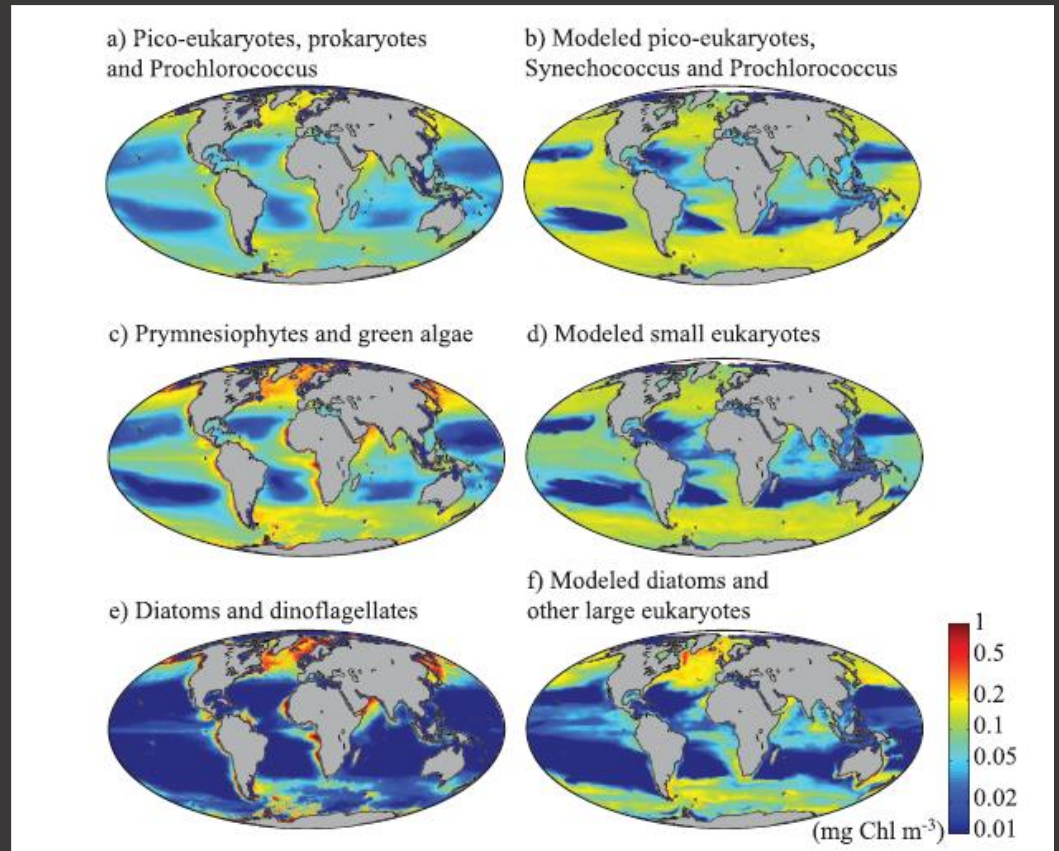 a) Pico-eukaryotes, prokaryotes
and Prochlorococcus
b) Modeled pico-eukaryotes,
Synechococcus and Prochlorococcus
c) Prymnesiophytes and green algae
d) Modeled small eukaryotes
e) Diatoms and dinoflagellates
f) Modeled diatoms and
other large eukaryotes
1
0.5
0.2
0.1
0.05
0.02
0.01
(mg Chl m⁻³)